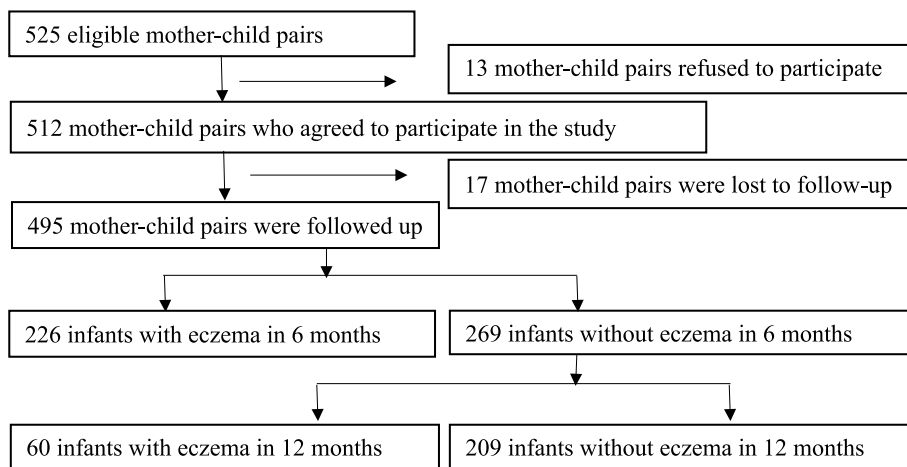 525 eligible mother-child pairs
13 mother-child pairs refused to participate
512 mother-child pairs who agreed to participate in the study
17 mother-child pairs were lost to follow-up
495 mother-child pairs were followed up
226 infants with eczema in 6 months
269 infants without eczema in 6 months
60 infants with eczema in 12 months
209 infants without eczema in 12 months